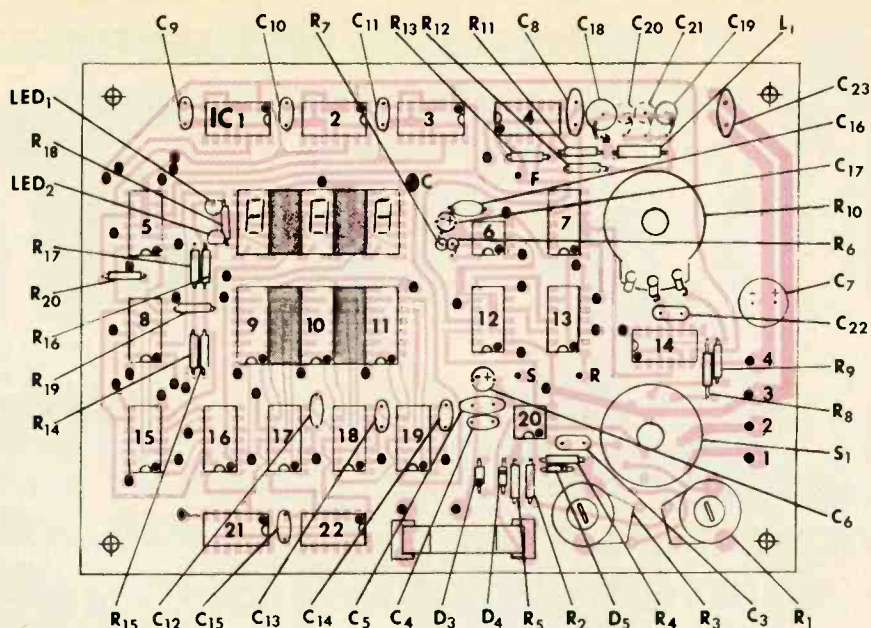 C9 C10 R7 C11 R13 R12 R11 C8 C18 C20 C21 C19 L1
LED1
C23
R18
C16
LED2
C17
R17
R10
R20
R6
R16
C7
R19
C22
R14
R9
R8
S1
C6
IC1 2 3 4
C F
5 8 8 8 6 7
8 9 10 11 12 13 14
S R
4
3
2
1
15 16 17 18 19 20
21 22
R15 C12 C15 C13 C14 C5 C4 D3 D4 R5 R2 D5 R4 R3 C3 R1